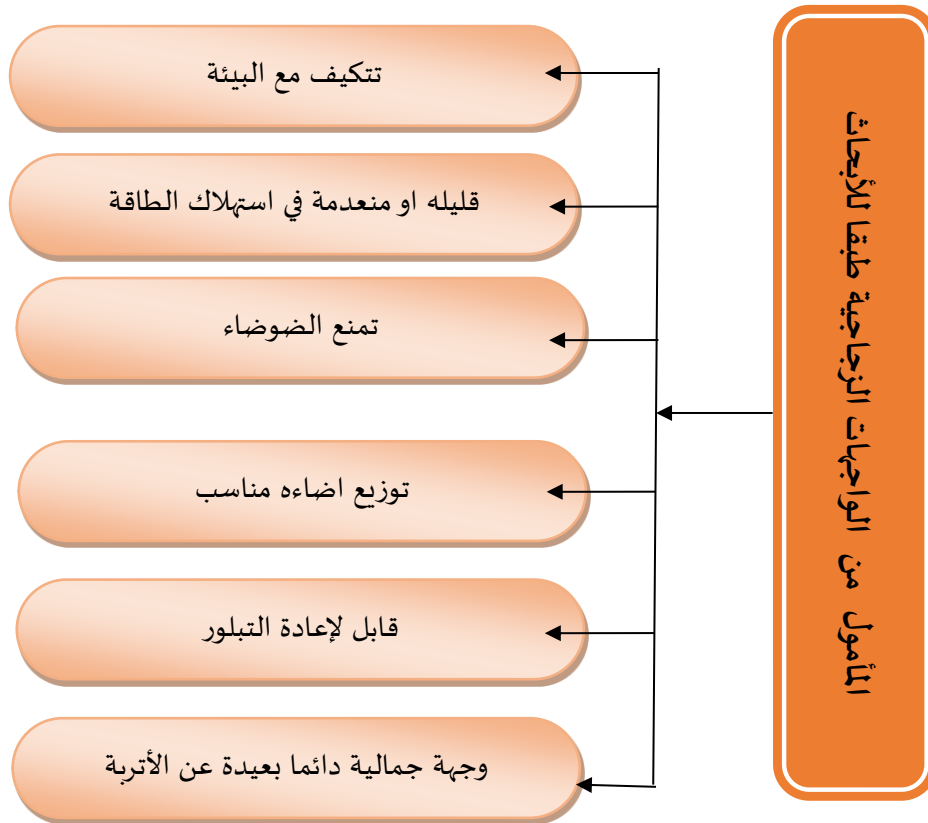 المأمول من الواجهات الزجاجية طبقا للأبحاث
تتكيف مع البيئة
قليله او منعدمة في استهلاك الطاقة
تمنع الضوضاء
توزيع اضاءه مناسب
قابل لإعادة التبلور
وجهة جمالية دائما بعيدة عن الأتربة